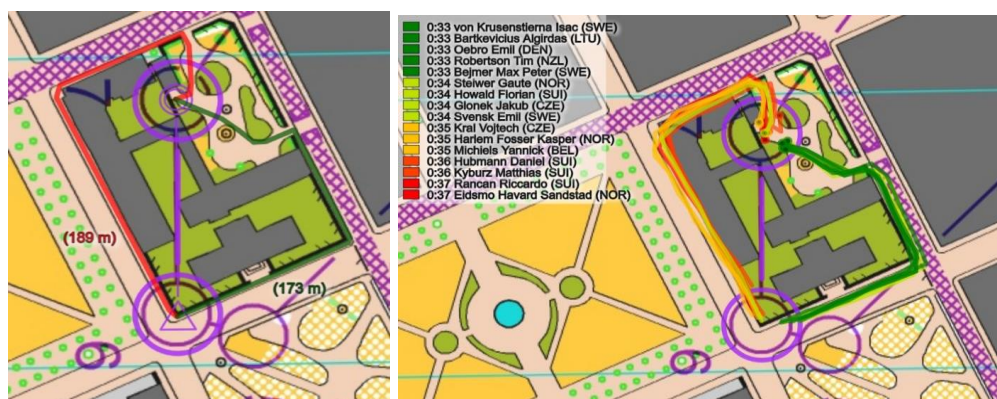 (189 m)
(173 m)
0:33 von Krusenstierna Isac (SWE)
0:33 Bartkevicius Algirdas (LTU)
0:33 Oebro Emil (DEN)
0:33 Robertson Tim (NZL)
0:33 Bejmer Max Peter (SWE)
0:34 Steiwer Gaute (NOR)
0:34 Howald Florian (SUI)
0:34 Glonek Jakub (CZE)
0:34 Svensk Emil (SWE)
0:35 Kral Vojtech (CZE)
0:35 Harlem Fosser Kasper (NOR)
0:35 Michiels Yannick (BEL)
0:36 Hubmann Daniel (SUI)
0:36 Kyburz Matthias (SUI)
0:37 Rancan Riccardo (SUI)
0:37 Eidsmo Havard Sandstad (NOR)